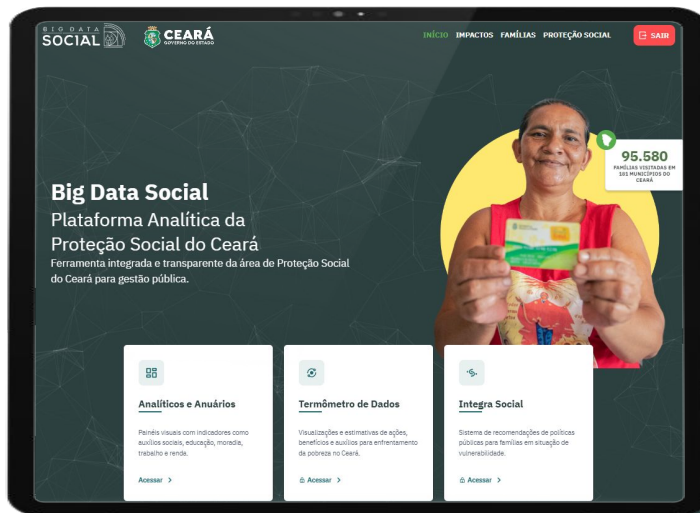 BIG DATA
SOCIAL
CEARÁ
GOVERNO DO ESTADO
INÍCIO IMPACTOS FAMÍLIAS PROTEÇÃO SOCIAL
SAIR
95.580
FAMÍLIAS VISITADAS EM
181 MUNICÍPIOS DO
CEARÁ
Big Data Social
Plataforma Analítica da
Proteção Social do Ceará
Ferramenta integrada e transparente da área de Proteção Social
do Ceará para gestão pública.
Analíticos e Anuários
Painéis visuais com indicadores como
auxílios sociais, educação, moradia,
trabalho e renda.
Acessar
Termômetro de Dados
Visualizações e estimativas de ações,
benefícios e auxílios para enfrentamento
da pobreza no Ceará.
Acessar
Integra Social
Sistema de recomendações de políticas
públicas para famílias em situação de
vulnerabilidade.
Acessar